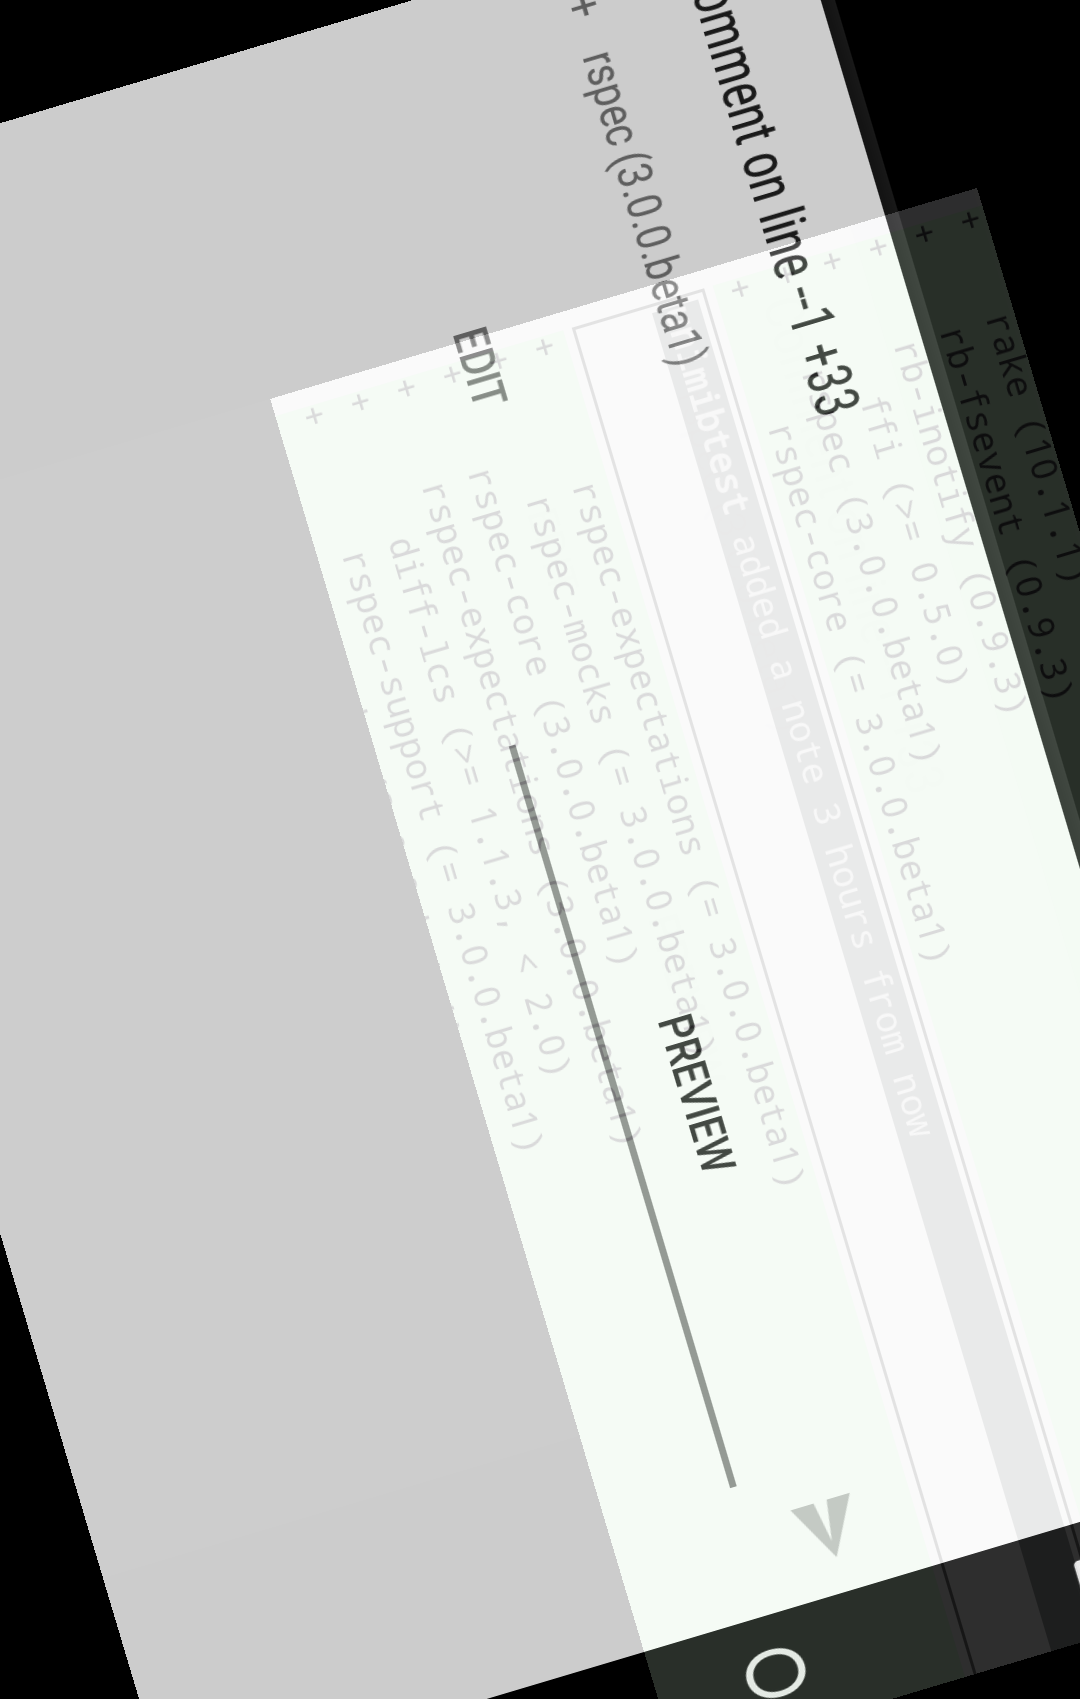 omment on line --1 +33
+ rspec (3.0.0.beta1)
EDIT
PREVIEW
+ rake (10.1.1)
+ rb-fsevent (0.9.3)
+ rb-inotify (0.9.3)
+ ffi (>= 0.5.0)
rspec (3.0.0.beta1)
+ rspec-core (= 3.0.0.beta1)
mibtest added a note 3 hours from now
+ rspec-expectations (= 3.0.0.beta1)
+ rspec-mocks (= 3.0.0.beta1)
+ rspec-core (3.0.0.beta1)
+ rspec-expectations (3.0.0.beta1)
+ diff-lcs (>= 1.1.3, < 2.0)
+ rspec-support (= 3.0.0.beta1)